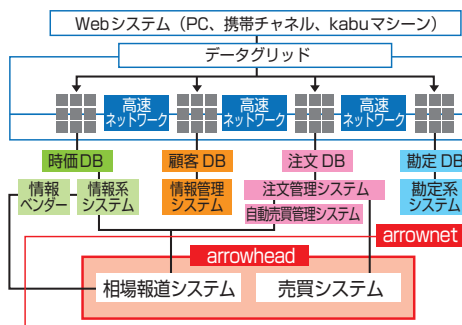 Webシステム（PC、携帯チャネル、kabuマシーン）
データグリッド
高速
ネットワーク
高速
ネットワーク
高速
ネットワーク
時価DB
顧客DB
注文DB
勘定DB
情報
ベンダー
情報系
システム
情報管理
システム
注文管理システム
自動売買管理システム
勘定系
システム
arrownet
arrowhead
相場報道システム
売買システム